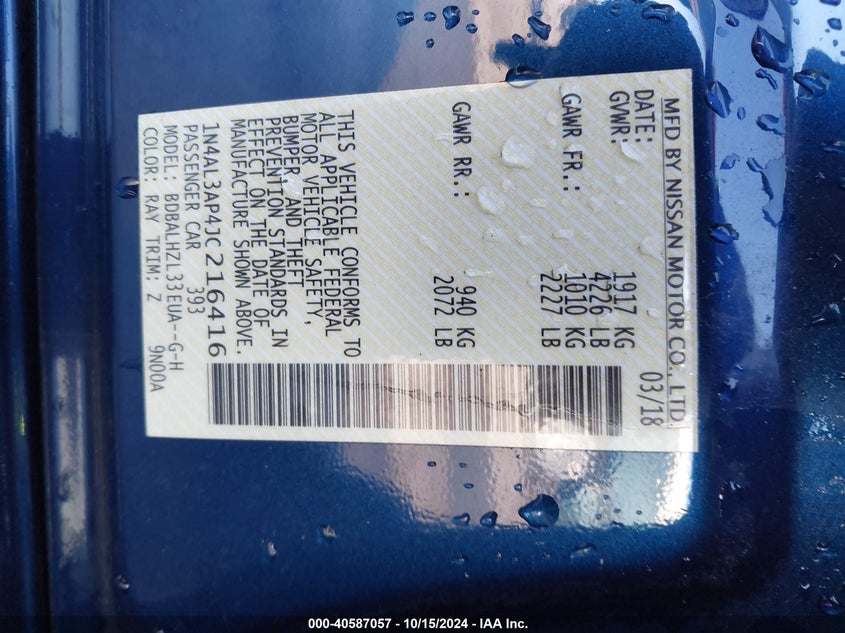 MFD BY NISSAN MOTOR CO., LTD.
DATE: 03/18
GVWR: 1917 KG
4226 LB
GAWR FR.: 1010 KG
2227 LB
GAWR RR.: 940 KG
2072 LB
THIS VEHICLE CONFORMS TO
ALL APPLICABLE FEDERAL
MOTOR VEHICLE SAFETY,
BUMPER, AND THEFT
PREVENTION STANDARDS IN
EFFECT ON THE DATE OF
MANUFACTURE SHOWN ABOVE.
1N4AL3AP4JC216416
PASSENGER CAR 393
MODEL: BDBALHZL33EUA--G-H
COLOR: RAY TRIM: Z 9N00A
000-40587057 - 10/15/2024 - IAA Inc.